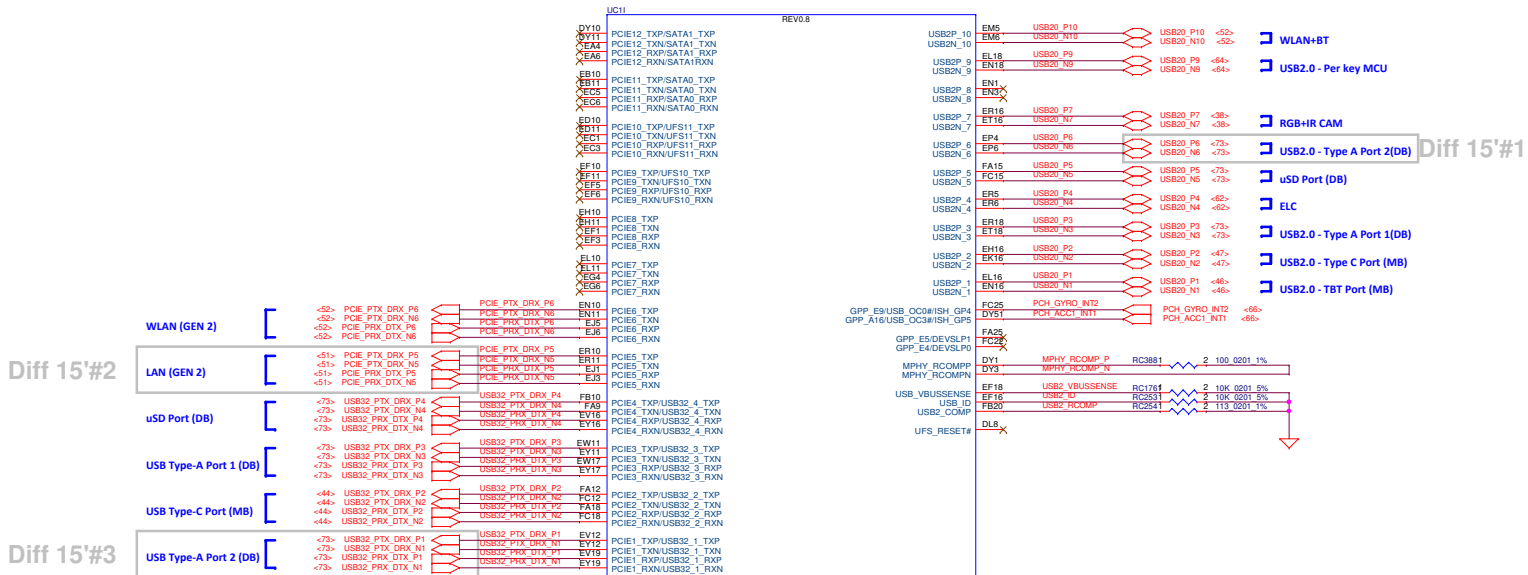 UC1I
REV0.8
DY10 PCIE12_TXP/SATA1_TXP
DY11 PCIE12_TXN/SATA1_TXN
EA4 PCIE12_RXP/SATA1_RXP
EA6 PCIE12_RXN/SATA1RXN
EB10 PCIE11_TXP/SATA0_TXP
EB11 PCIE11_TXN/SATA0_TXN
EC5 PCIE11_RXP/SATA0_RXP
EC6 PCIE11_RXN/SATA0_RXN
ED10 PCIE10_TXP/UFS11_TXP
ED11 PCIE10_TXN/UFS11_TXN
EC1 PCIE10_RXP/UFS11_RXP
EC3 PCIE10_RXN/UFS11_RXN
EF10 PCIE9_TXP/UFS10_TXP
EF11 PCIE9_TXN/UFS10_TXN
EF5 PCIE9_RXP/UFS10_RXP
EF6 PCIE9_RXN/UFS10_RXN
EH10 PCIE8_TXP
EH11 PCIE8_TXN
EF1 PCIE8_RXP
EF3 PCIE8_RXN
EL10 PCIE7_TXP
EL11 PCIE7_TXN
EG4 PCIE7_RXP
EG6 PCIE7_RXN
WLAN (GEN 2)
<52> PCIE_PTX_DRX_P6 PCIE_PTX_DRX_P6 EN10 PCIE6_TXP
<52> PCIE_PTX_DRX_N6 PCIE_PTX_DRX_N6 EN11 PCIE6_TXN
<52> PCIE_PRX_DTX_P6 PCIE_PRX_DTX_P6 EJ5 PCIE6_RXP
<52> PCIE_PRX_DTX_N6 PCIE_PRX_DTX_N6 EJ6 PCIE6_RXN
Diff 15'#2
LAN (GEN 2)
<51> PCIE_PTX_DRX_P5 PCIE_PTX_DRX_P5 ER10 PCIE5_TXP
<51> PCIE_PTX_DRX_N5 PCIE_PTX_DRX_N5 ER11 PCIE5_TXN
<51> PCIE_PRX_DTX_P5 PCIE_PRX_DTX_P5 EJ1 PCIE5_RXP
<51> PCIE_PRX_DTX_N5 PCIE_PRX_DTX_N5 EJ3 PCIE5_RXN
uSD Port (DB)
<73> USB32_PTX_DRX_P4 USB32_PTX_DRX_P4 FB10 PCIE4_TXP/USB32_4_TXP
<73> USB32_PTX_DRX_N4 USB32_PTX_DRX_N4 FA9 PCIE4_TXN/USB32_4_TXN
<73> USB32_PRX_DTX_P4 USB32_PRX_DTX_P4 EV16 PCIE4_RXP/USB32_4_RXP
<73> USB32_PRX_DTX_N4 USB32_PRX_DTX_N4 EY16 PCIE4_RXN/USB32_4_RXN
USB Type-A Port 1 (DB)
<73> USB32_PTX_DRX_P3 USB32_PTX_DRX_P3 EW11 PCIE3_TXP/USB32_3_TXP
<73> USB32_PTX_DRX_N3 USB32_PTX_DRX_N3 EY11 PCIE3_TXN/USB32_3_TXN
<73> USB32_PRX_DTX_P3 USB32_PRX_DTX_P3 EW17 PCIE3_RXP/USB32_3_RXP
<73> USB32_PRX_DTX_N3 USB32_PRX_DTX_N3 EY17 PCIE3_RXN/USB32_3_RXN
USB Type-C Port (MB)
<44> USB32_PTX_DRX_P2 USB32_PTX_DRX_P2 FA12 PCIE2_TXP/USB32_2_TXP
<44> USB32_PTX_DRX_N2 USB32_PTX_DRX_N2 FC12 PCIE2_TXN/USB32_2_TXN
<44> USB32_PRX_DTX_P2 USB32_PRX_DTX_P2 FA18 PCIE2_RXP/USB32_2_RXP
<44> USB32_PRX_DTX_N2 USB32_PRX_DTX_N2 FC18 PCIE2_RXN/USB32_2_RXN
Diff 15'#3
USB Type-A Port 2 (DB)
<73> USB32_PTX_DRX_P1 USB32_PTX_DRX_P1 EV12 PCIE1_TXP/USB32_1_TXP
<73> USB32_PTX_DRX_N1 USB32_PTX_DRX_N1 EY12 PCIE1_TXN/USB32_1_TXN
<73> USB32_PRX_DTX_P1 USB32_PRX_DTX_P1 EV19 PCIE1_RXP/USB32_1_RXP
<73> USB32_PRX_DTX_N1 USB32_PRX_DTX_N1 EY19 PCIE1_RXN/USB32_1_RXN
USB2P_10 EM5 USB20_P10 USB20_P10 <52>
USB2N_10 EM6 USB20_N10 USB20_N10 <52>
WLAN+BT
USB2P_9 EL18 USB20_P9 USB20_P9 <64>
USB2N_9 EN18 USB20_N9 USB20_N9 <64>
USB2.0 - Per key MCU
USB2P_8 EN1
USB2N_8 EN3
USB2P_7 ER16 USB20_P7 USB20_P7 <38>
USB2N_7 ET16 USB20_N7 USB20_N7 <38>
RGB+IR CAM
USB2P_6 EP4 USB20_P6 USB20_P6 <73>
USB2N_6 EP6 USB20_N6 USB20_N6 <73>
USB2.0 - Type A Port 2(DB)
Diff 15'#1
USB2P_5 FA15 USB20_P5 USB20_P5 <73>
USB2N_5 FC15 USB20_N5 USB20_N5 <73>
uSD Port (DB)
USB2P_4 ER5 USB20_P4 USB20_P4 <62>
USB2N_4 ER6 USB20_N4 USB20_N4 <62>
ELC
USB2P_3 ER18 USB20_P3 USB20_P3 <73>
USB2N_3 ET18 USB20_N3 USB20_N3 <73>
USB2.0 - Type A Port 1(DB)
USB2P_2 EH16 USB20_P2 USB20_P2 <47>
USB2N_2 EK16 USB20_N2 USB20_N2 <47>
USB2.0 - Type C Port (MB)
USB2P_1 EL16 USB20_P1 USB20_P1 <46>
USB2N_1 EN16 USB20_N1 USB20_N1 <46>
USB2.0 - TBT Port (MB)
GPP_E9/USB_OC0#/ISH_GP4 FC25 PCH_GYRO_INT2 PCH_GYRO_INT2 <66>
GPP_A16/USB_OC3#/ISH_GP5 DY51 PCH_ACC1_INT1 PCH_ACC1_INT1 <66>
GPP_E5/DEVSLP1 FA25
GPP_E4/DEVSLP0 FC22
MPHY_RCOMPP DY1 MPHY_RCOMP_P RC388 1 2 100_0201_1%
MPHY_RCOMPN DY3 MPHY_RCOMP_N
USB_VBUSSENSE EF18 USB2_VBUSSENSE RC176 1 2 10K_0201_5%
USB_ID EF16 USB2_ID RC253 1 2 10K_0201_5%
USB2_COMP FB20 USB2_RCOMP RC254 1 2 113_0201_1%
UFS_RESET# DL8